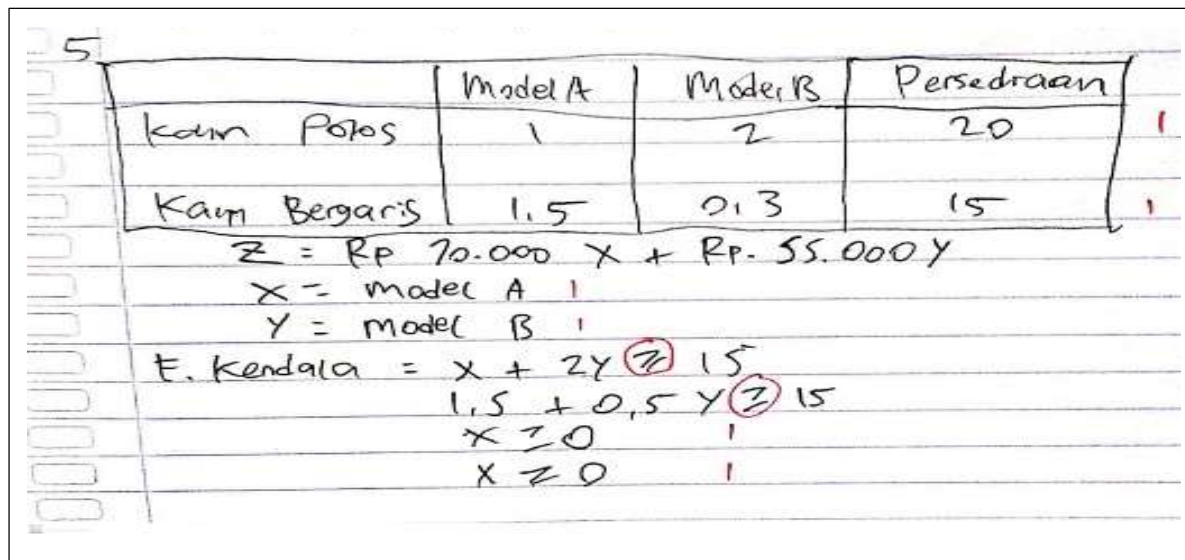 5
Model A Model B Persedraan
Kain Polos 1 2 20 1
Kain Bergaris 1.5 0,3 15 1
Z = Rp 70.000 X + Rp. 55.000 Y
X = model A 1
Y = model B 1
F. Kendala = X + 2Y ≥ 15
1,5 + 0,5 Y ≥ 15
X ≥ 0 1
X ≥ 0 1